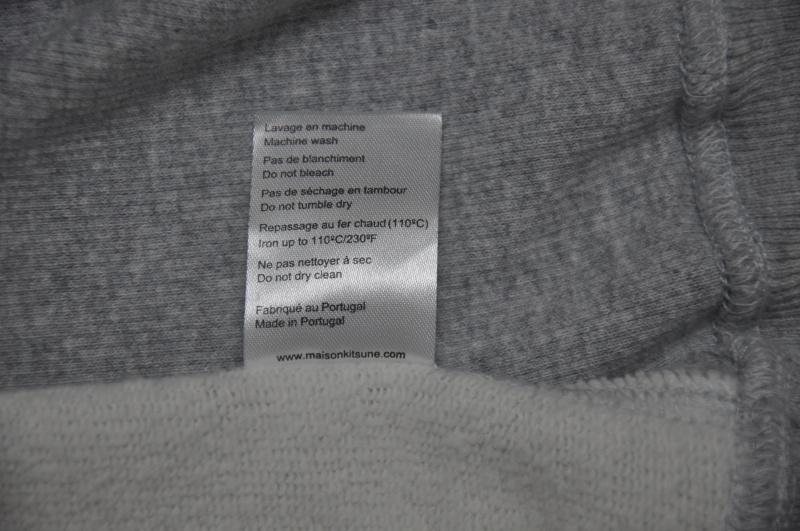 Lavage en machine
Machine wash
Pas de blanchiment
Do not bleach
Pas de séchage en tambour
Do not tumble dry
Repassage au fer chaud (110ºC)
Iron up to 110ºC/230ºF
Ne pas nettoyer à sec
Do not dry clean
Fabriqué au Portugal
Made in Portugal
www.maisonkitsune.com